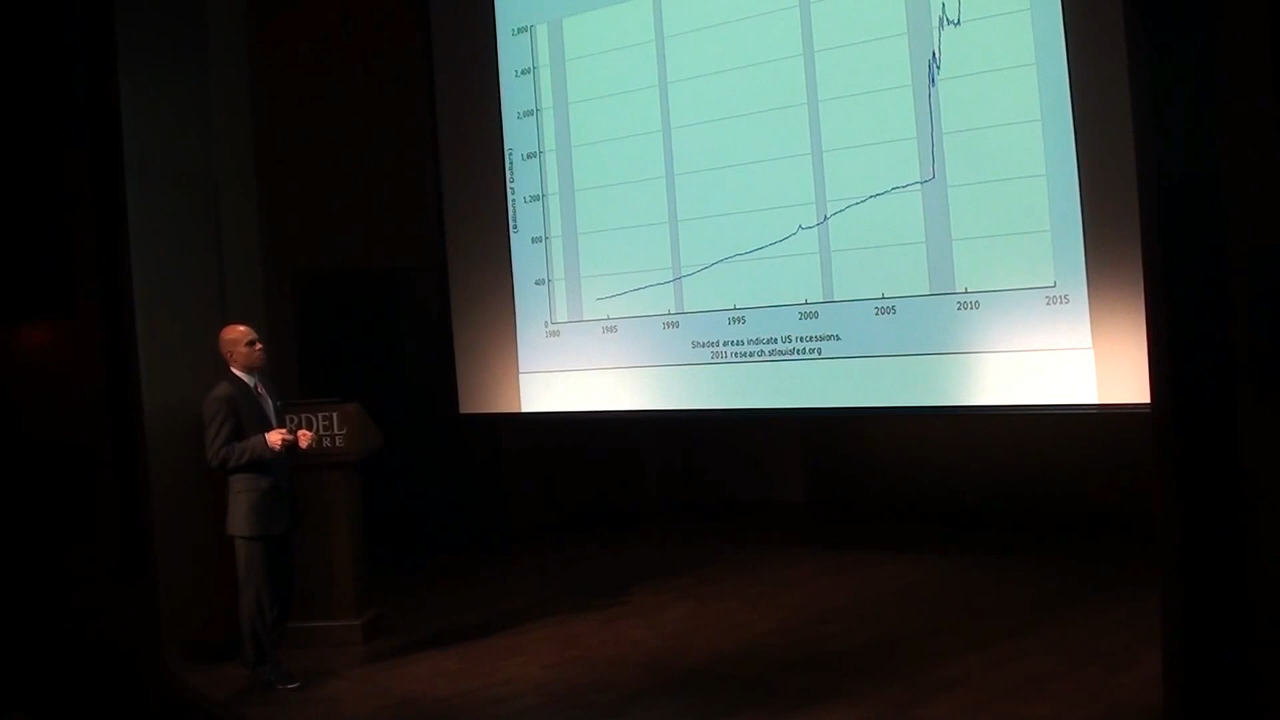 2,800
2,400
2,000
1,600
1,200
800
400
0
(Billions of Dollars)
1980 1985 1990 1995 2000 2005 2010 2015
Shaded areas indicate US recessions.
2011 research.stlouisfed.org
RDEL
TRE